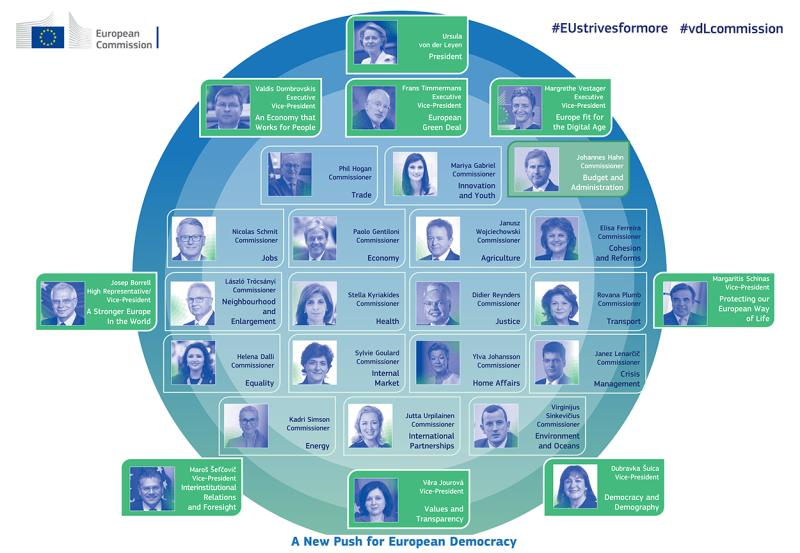 European
Commission
#EUstrivesformore #vdLcommission
Ursula
von der Leyen
President
Valdis Dombrovskis
Executive
Vice-President
An Economy that
Works for People
Frans Timmermans
Executive
Vice-President
European
Green Deal
Margrethe Vestager
Executive
Vice-President
Europe fit for
the Digital Age
Phil Hogan
Commissioner
Trade
Mariya Gabriel
Commissioner
Innovation
and Youth
Johannes Hahn
Commissioner
Budget and
Administration
Nicolas Schmit
Commissioner
Jobs
Paolo Gentiloni
Commissioner
Economy
Janusz
Wojciechowski
Commissioner
Agriculture
Elisa Ferreira
Commissioner
Cohesion
and Reforms
Josep Borrell
High Representative/
Vice-President
A Stronger Europe
in the World
László Trócsányi
Commissioner
Neighbourhood
and
Enlargement
Stella Kyriakides
Commissioner
Health
Didier Reynders
Commissioner
Justice
Rovana Plumb
Commissioner
Transport
Margaritis Schinas
Vice-President
Protecting our
European Way
of Life
Helena Dalli
Commissioner
Equality
Sylvie Goulard
Commissioner
Internal
Market
Ylva Johansson
Commissioner
Home Affairs
Janez Lenarčič
Commissioner
Crisis
Management
Kadri Simson
Commissioner
Energy
Jutta Urpilainen
Commissioner
International
Partnerships
Virginijus
Sinkevičius
Commissioner
Environment
and Oceans
Maroš Šefčovič
Vice-President
Interinstitutional
Relations
and Foresight
Věra Jourová
Vice-President
Values and
Transparency
Dubravka Šuica
Vice-President
Democracy and
Demography
A New Push for European Democracy